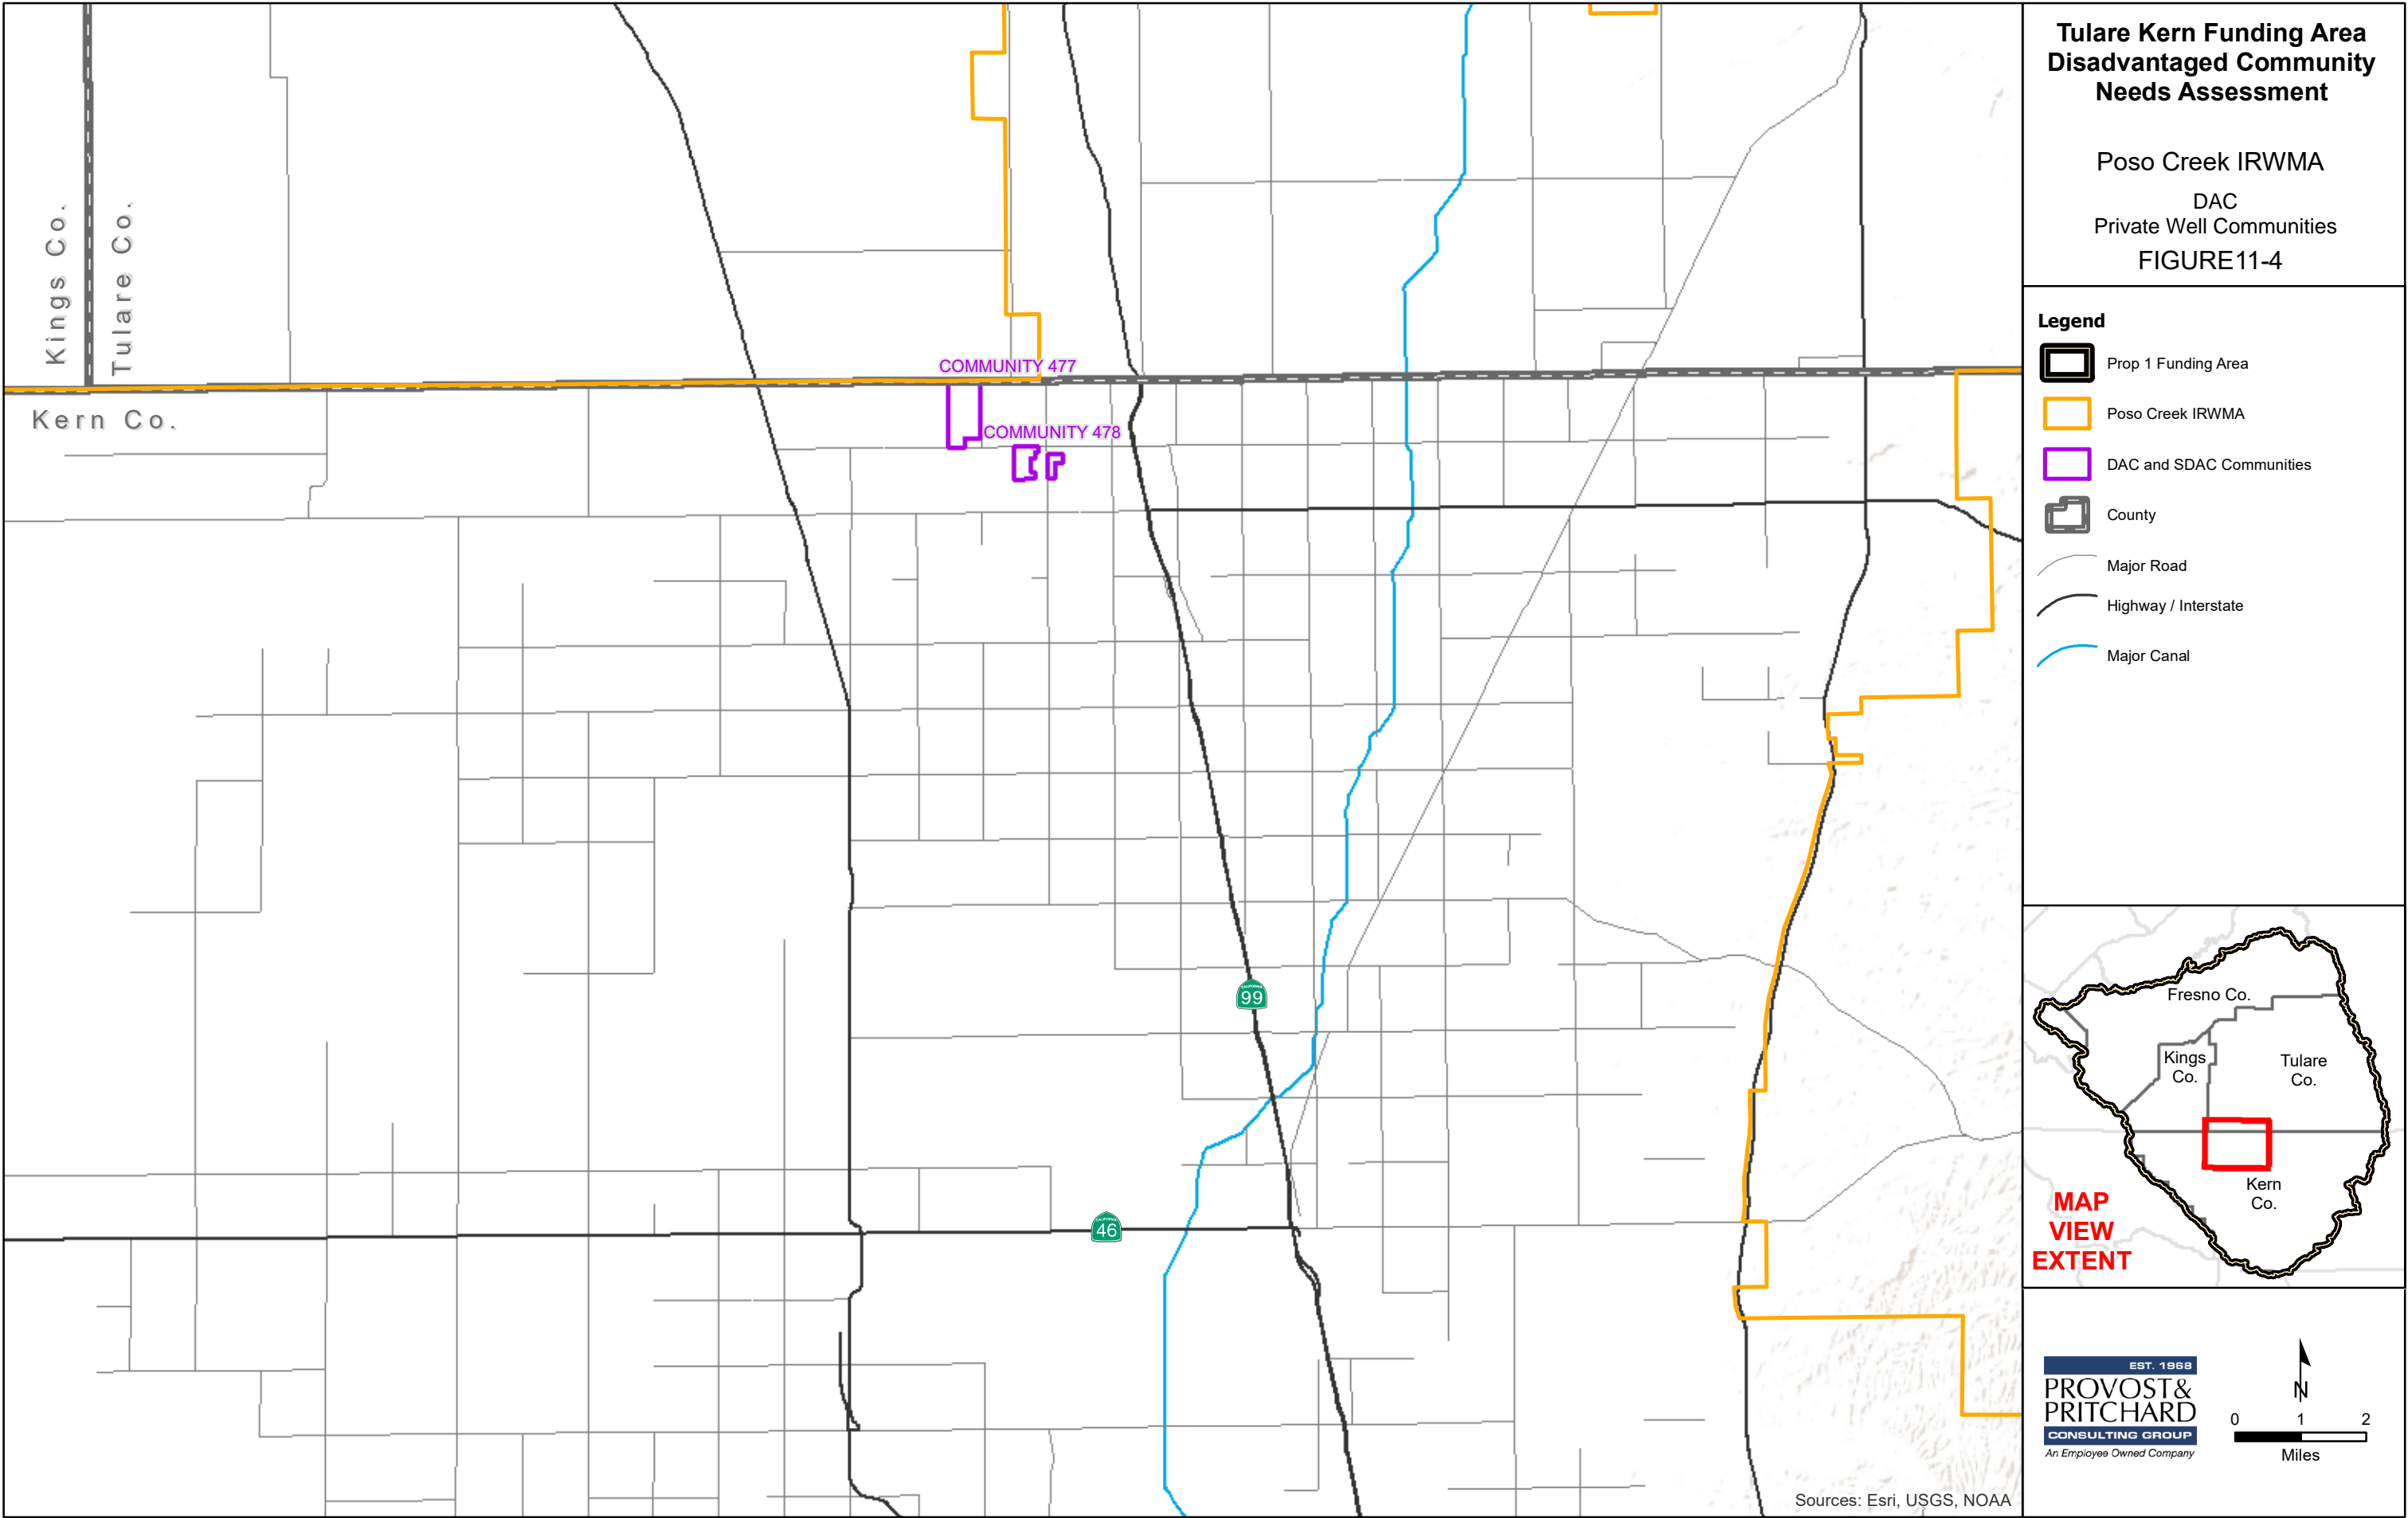 Kings Co.
Tulare Co.
Kern Co.
COMMUNITY 477
COMMUNITY 478
CALIFORNIA
99
CALIFORNIA
46
Sources: Esri, USGS, NOAA
Tulare Kern Funding Area
Disadvantaged Community
Needs Assessment
Poso Creek IRWMA
DAC
Private Well Communities
FIGURE11-4
Legend
Prop 1 Funding Area
Poso Creek IRWMA
DAC and SDAC Communities
County
Major Road
Highway / Interstate
Major Canal
Fresno Co.
Kings
Co.
Tulare
Co.
Kern
Co.
MAP
VIEW
EXTENT
EST. 1968
PROVOST&
PRITCHARD
CONSULTING GROUP
An Employee Owned Company
N
0 1 2
Miles